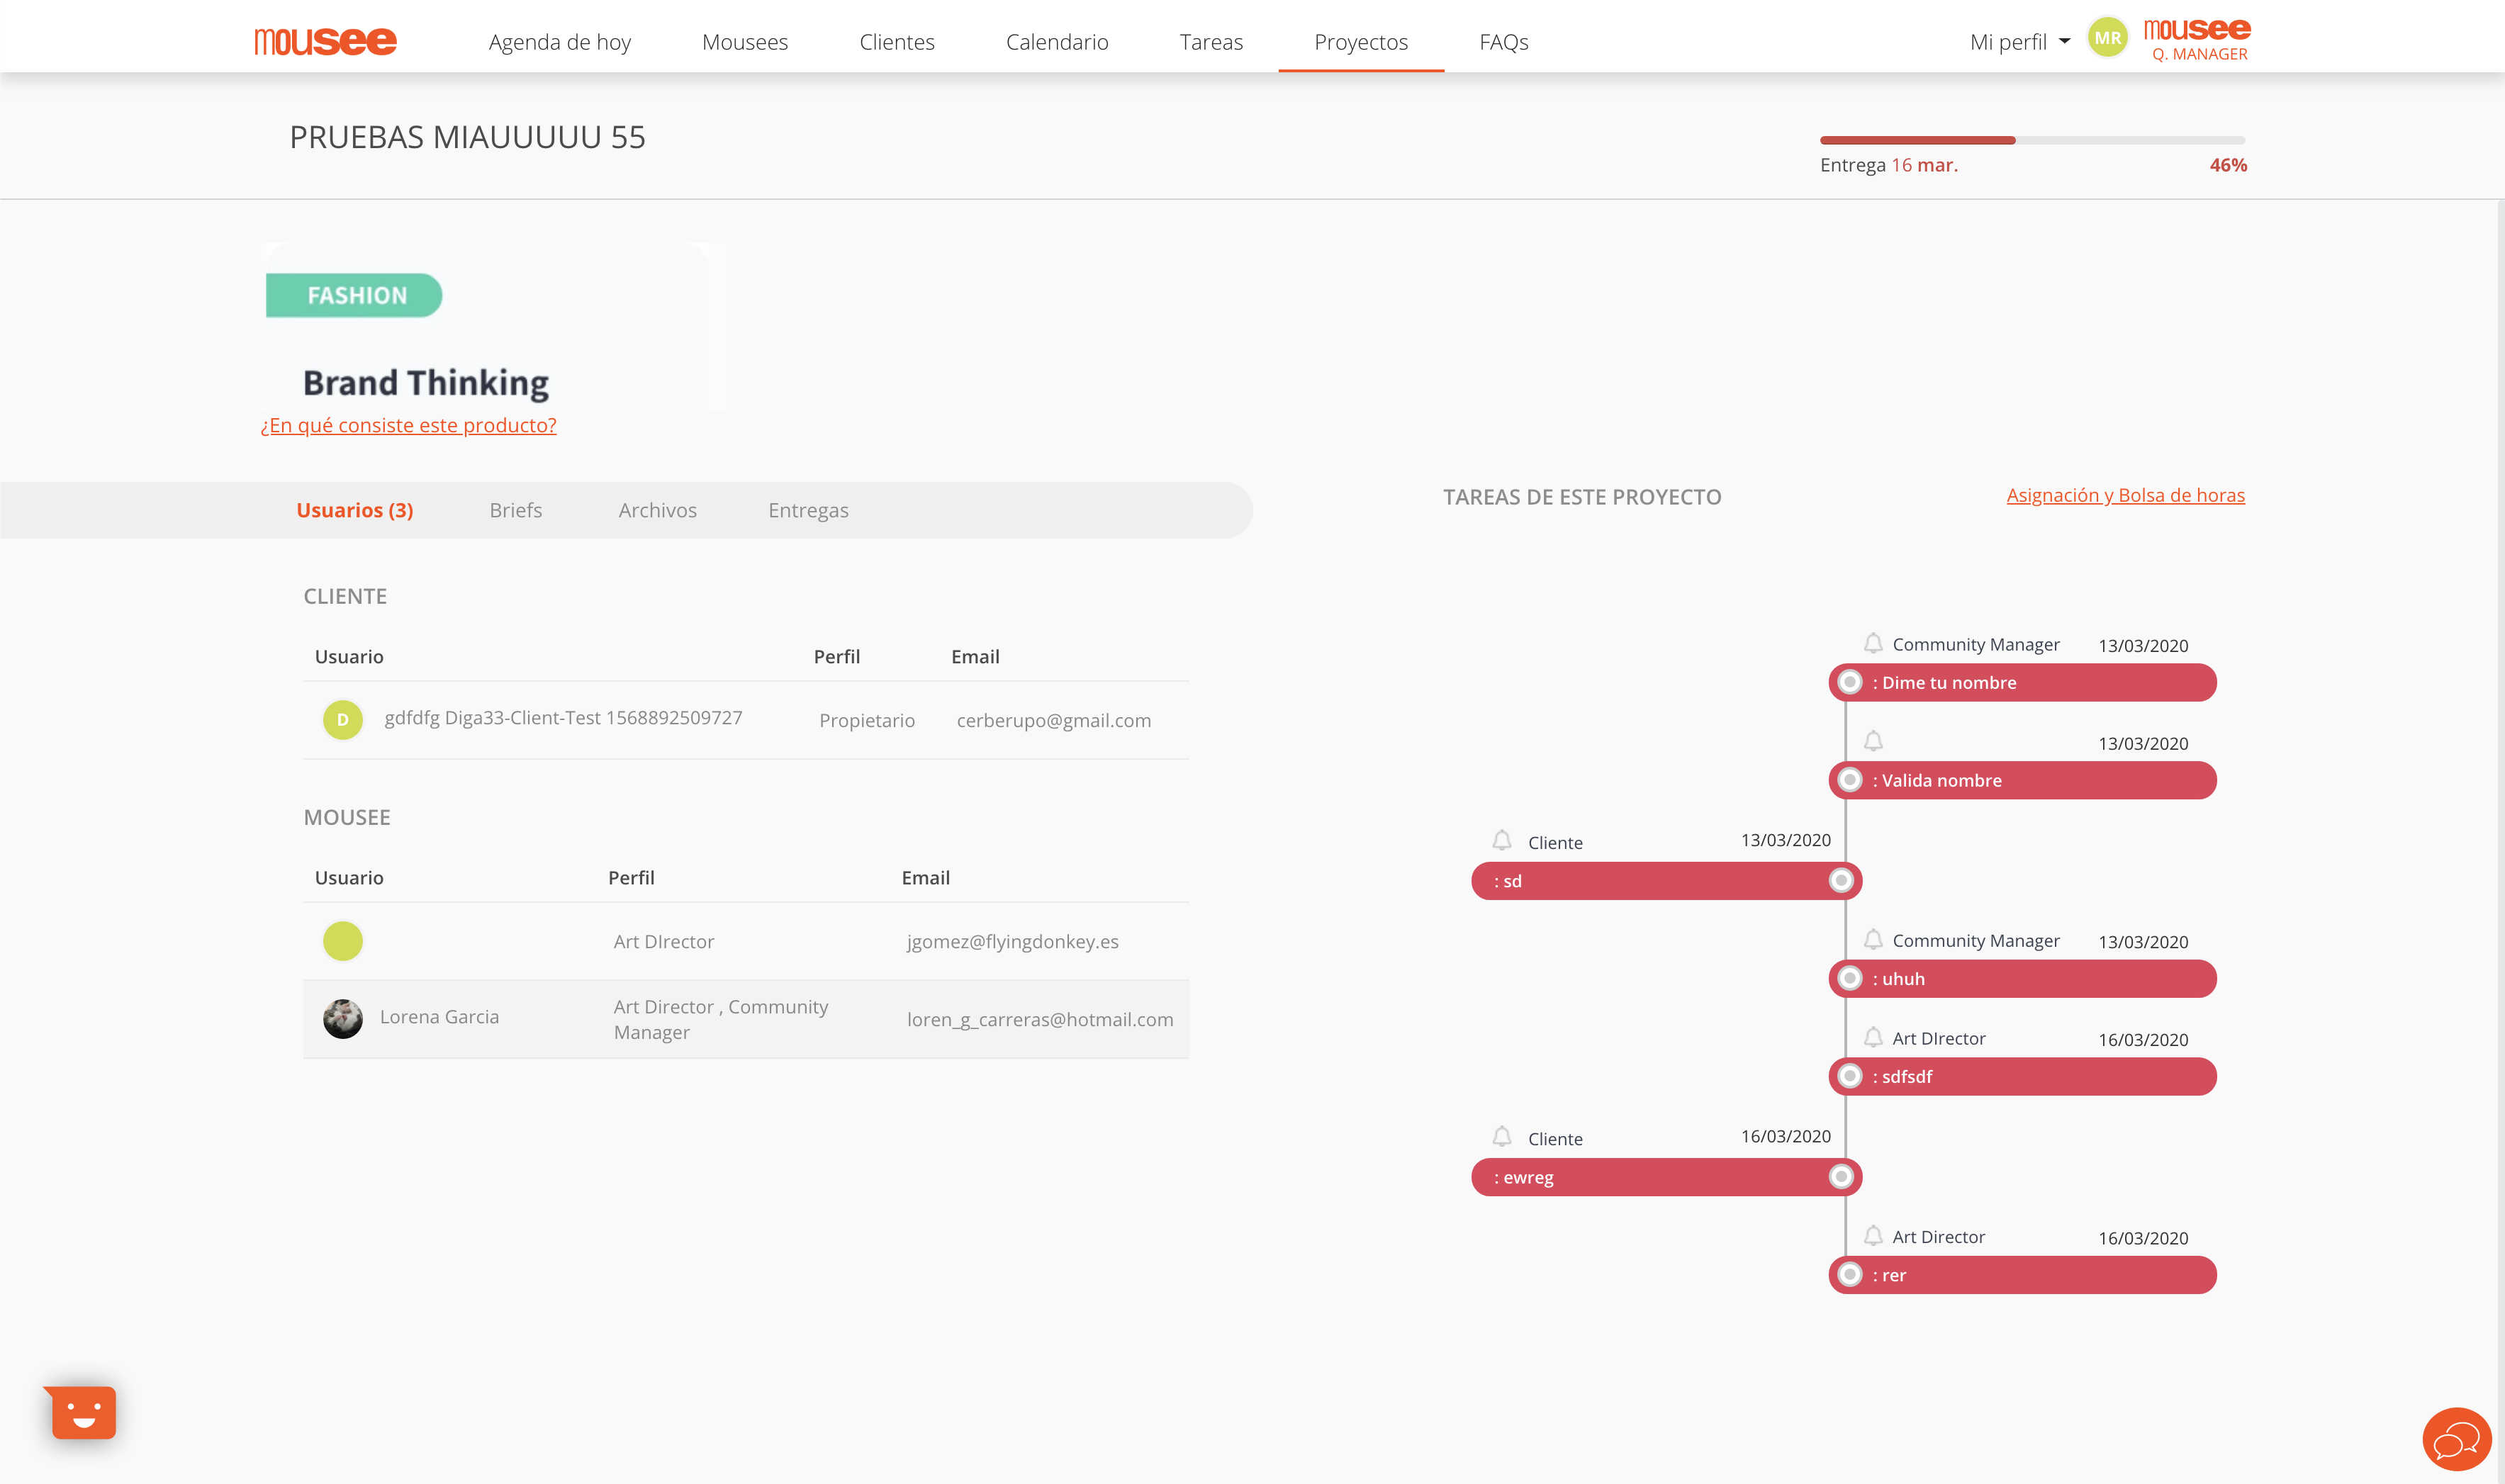 mousee
Agenda de hoy
Mousees
Clientes
Calendario
Tareas
Proyectos
FAQs
Mi perfil
MR
mousee
Q. MANAGER
PRUEBAS MIAUUUUU 55
Entrega 16 mar.
46%
FASHION
Brand Thinking
¿En qué consiste este producto?
Usuarios (3)
Briefs
Archivos
Entregas
CLIENTE
Usuario
Perfil
Email
D
gdfdfg Diga33-Client-Test 1568892509727
Propietario
cerberupo@gmail.com
MOUSEE
Usuario
Perfil
Email
Art DIrector
jgomez@flyingdonkey.es
Lorena Garcia
Art Director , Community
Manager
loren_g_carreras@hotmail.com
TAREAS DE ESTE PROYECTO
Asignación y Bolsa de horas
Community Manager
13/03/2020
: Dime tu nombre
13/03/2020
: Valida nombre
Cliente
13/03/2020
: sd
Community Manager
13/03/2020
: uhuh
Art DIrector
16/03/2020
: sdfsdf
Cliente
16/03/2020
: ewreg
Art Director
16/03/2020
: rer